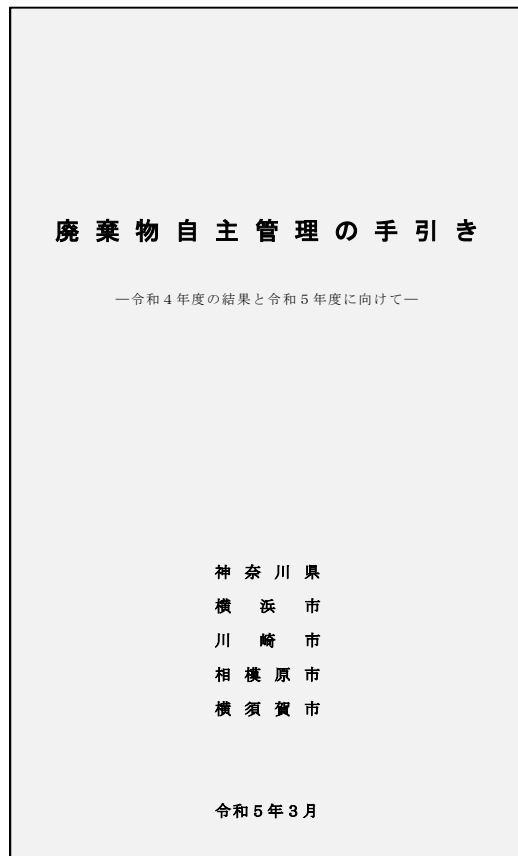 廃棄物自主管理の手引き
―令和４年度の結果と令和５年度に向けて―
神奈川県
横浜市
川崎市
相模原市
横須賀市
令和５年３月